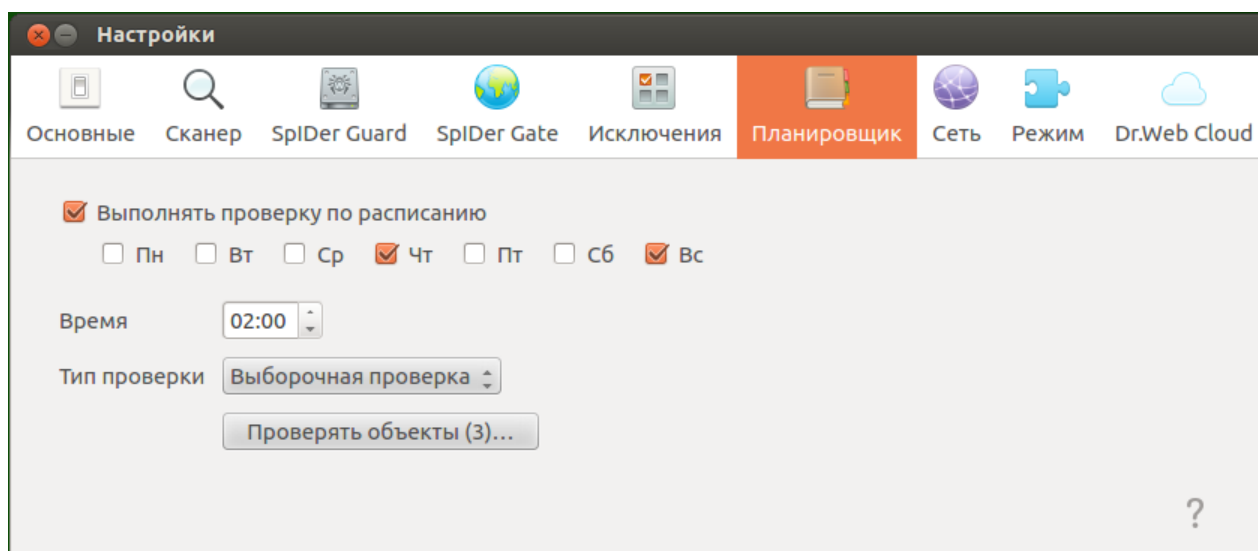 Настройки
Основные Сканер SpIDer Guard SpIDer Gate Исключения Планировщик Сеть Режим Dr.Web Cloud
Выполнять проверку по расписанию
Пн Вт Ср Чт Пт Сб Вс
Время 02:00
Тип проверки Выборочная проверка
Проверять объекты (3)...
?